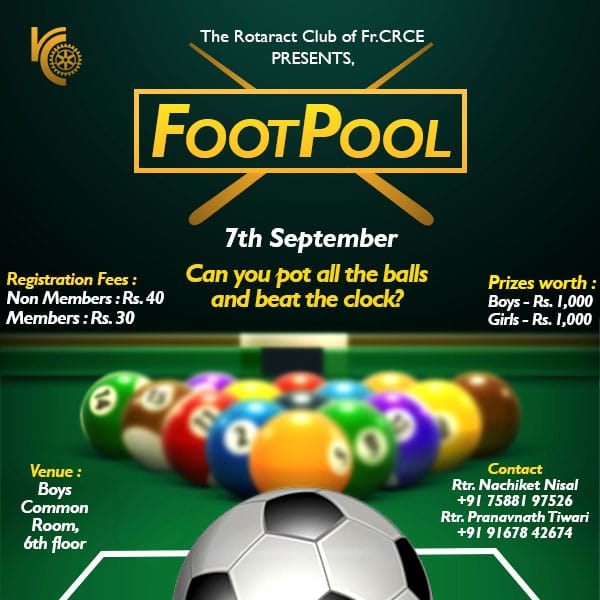 The Rotaract Club of Fr.CRCE
PRESENTS,
FOOTPOOL
7th September
Can you pot all the balls
and beat the clock?
Registration Fees :
Non Members : Rs. 40
Members : Rs. 30
Prizes worth :
Boys - Rs. 1,000
Girls - Rs. 1,000
14
11
2
Venue :
Boys
Common
Room,
6th floor
Contact
Rtr. Nachiket Nisal
+91 75881 97526
Rtr. Pranavnath Tiwari
+91 91678 42674